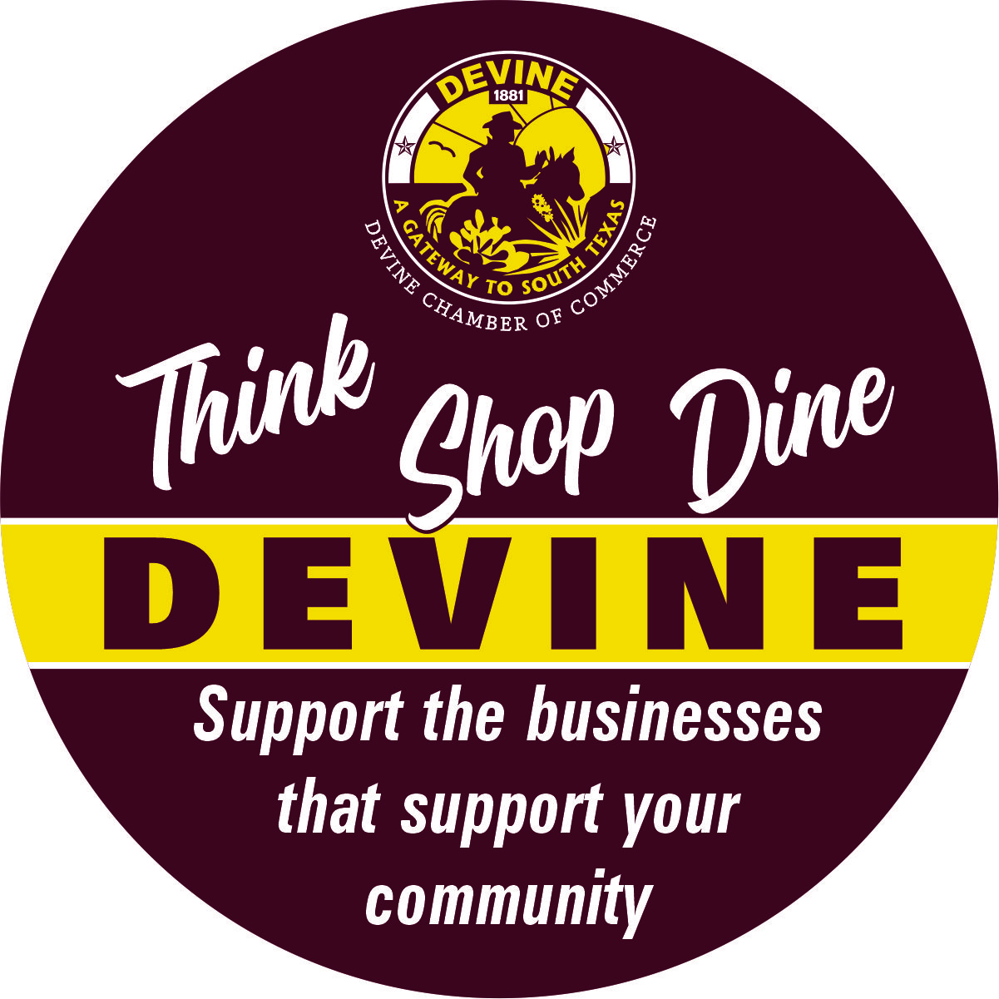 DEVINE
1881
A GATEWAY TO SOUTH TEXAS
DEVINE CHAMBER OF COMMERCE
Think Shop Dine
DEVINE
Support the businesses
that support your
community